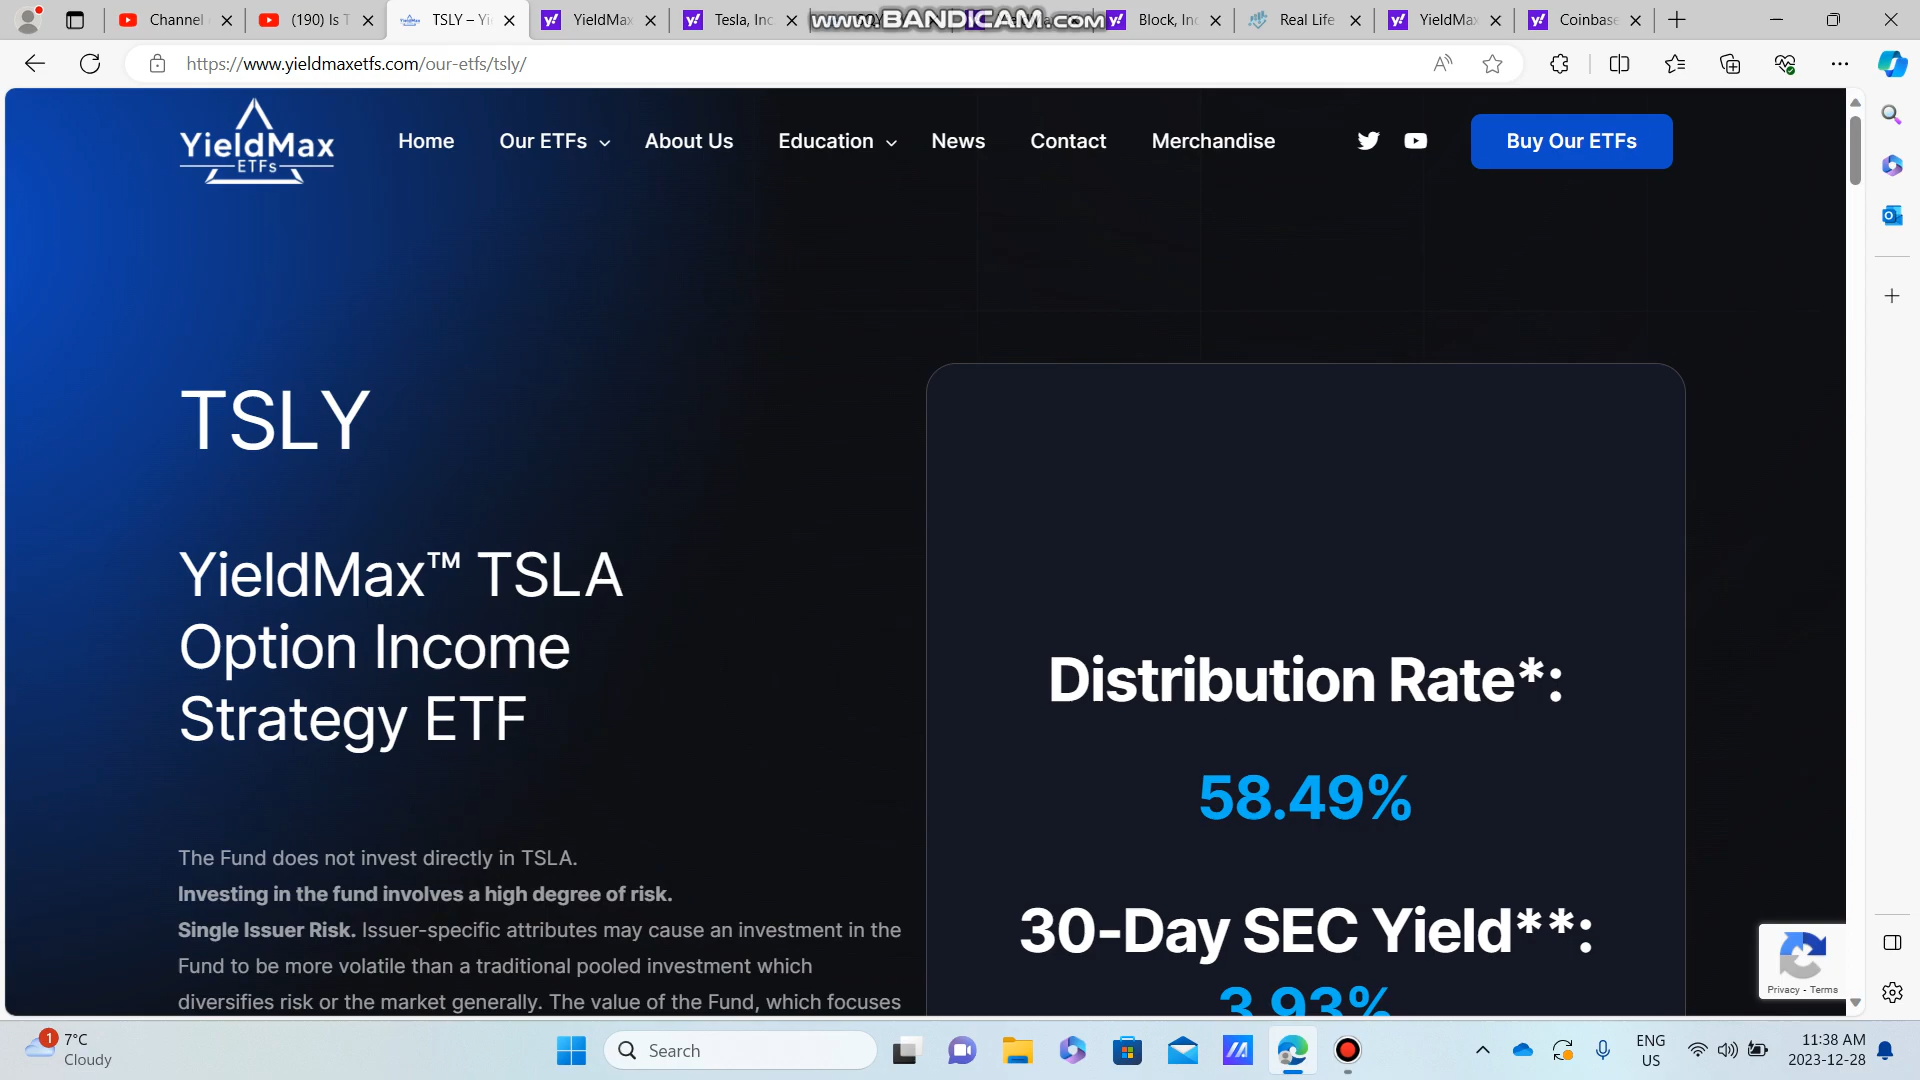 Channel
(190) Is T
TSLY – Yi
YieldMax
Tesla, Inc
www.BANDICAM.com
Block, Inc
Real Life
YieldMax
Coinbase
https://www.yieldmaxetfs.com/our-etfs/tsly/
YieldMax
ETFs
Home
Our ETFs
About Us
Education
News
Contact
Merchandise
Buy Our ETFs
TSLY
YieldMax™ TSLA
Option Income
Strategy ETF
The Fund does not invest directly in TSLA.
Investing in the fund involves a high degree of risk.
Single Issuer Risk. Issuer-specific attributes may cause an investment in the
Fund to be more volatile than a traditional pooled investment which
diversifies risk or the market generally. The value of the Fund, which focuses
Distribution Rate*:
58.49%
30-Day SEC Yield**:
3.93%
Privacy - Terms
1
7°C
Cloudy
Search
ENG
US
11:38 AM
2023-12-28